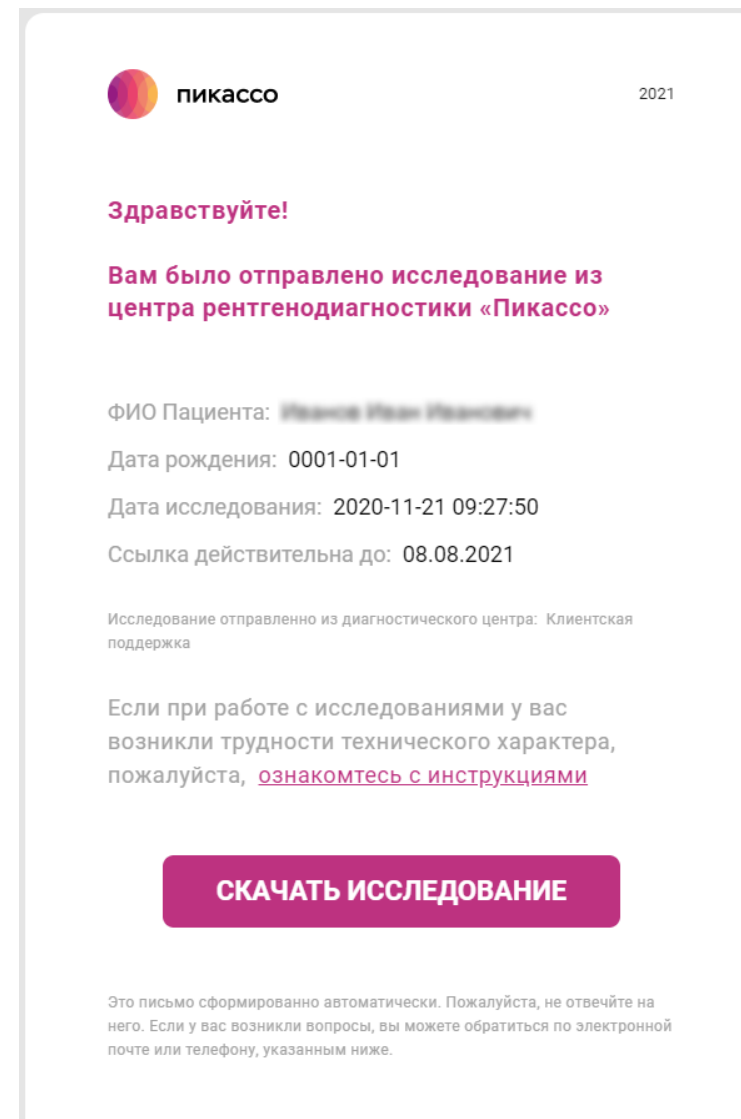 пикассо
2021
Здравствуйте!
Вам было отправлено исследование из
центра рентгенодиагностики «Пикассо»
ФИО Пациента:
Дата рождения: 0001-01-01
Дата исследования: 2020-11-21 09:27:50
Ссылка действительна до: 08.08.2021
Исследование отправленно из диагностического центра: Клиентская
поддержка
Если при работе с исследованиями у вас
возникли трудности технического характера,
пожалуйста, ознакомтесь с инструкциями
СКАЧАТЬ ИССЛЕДОВАНИЕ
Это письмо сформированно автоматически. Пожалуйста, не отвечйте на
него. Если у вас возникли вопросы, вы можете обратиться по электронной
почте или телефону, указанным ниже.